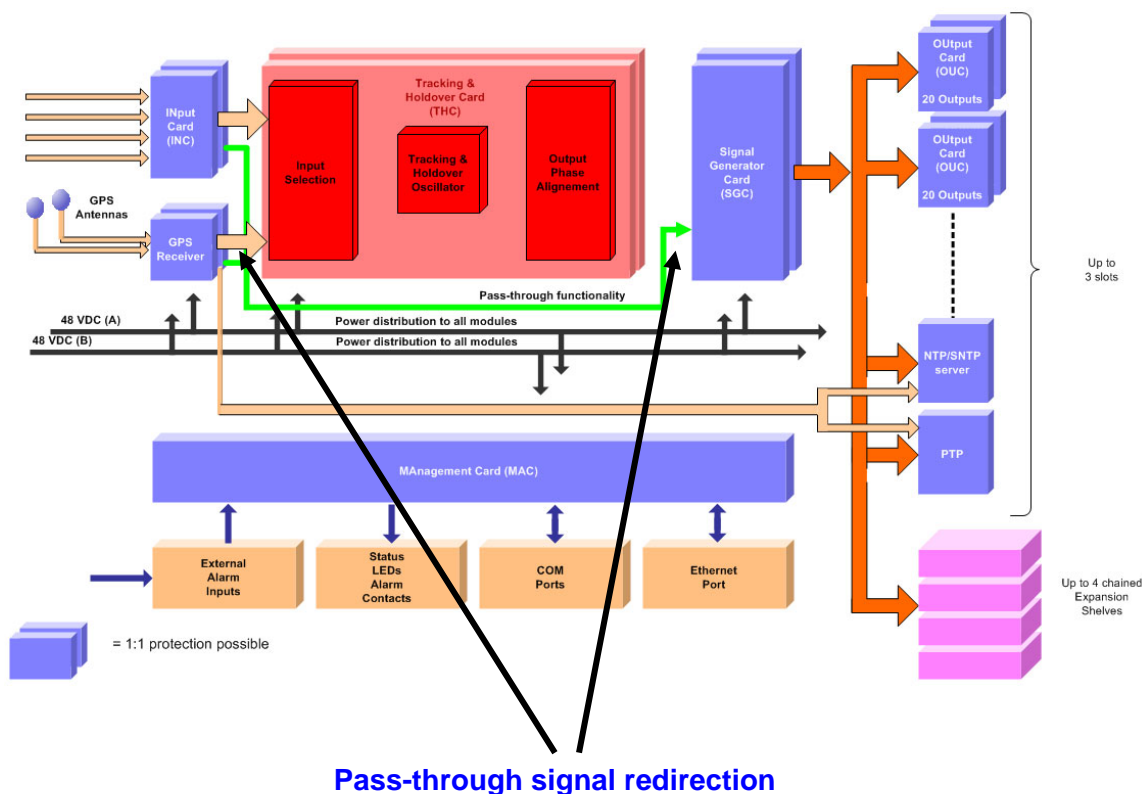 INput
Card
(INC)
GPS
Antennas
GPS
Receiver
Tracking &
Holdover Card
(THC)
Input
Selection
Tracking &
Holdover
Oscillator
Output
Phase
Alignement
Signal
Generator
Card
(SGC)
OUtput
Card
(OUC)
20 Outputs
OUtput
Card
(OUC)
20 Outputs
Up to
3 slots
Pass-through functionality
48 VDC (A)
Power distribution to all modules
48 VDC (B)
Power distribution to all modules
NTP/SNTP
server
PTP
MAnagement Card (MAC)
External
Alarm
Inputs
Status
LEDs
Alarm
Contacts
COM
Ports
Ethernet
Port
Up to 4 chained
Expansion
Shelves
= 1:1 protection possible
Pass-through signal redirection